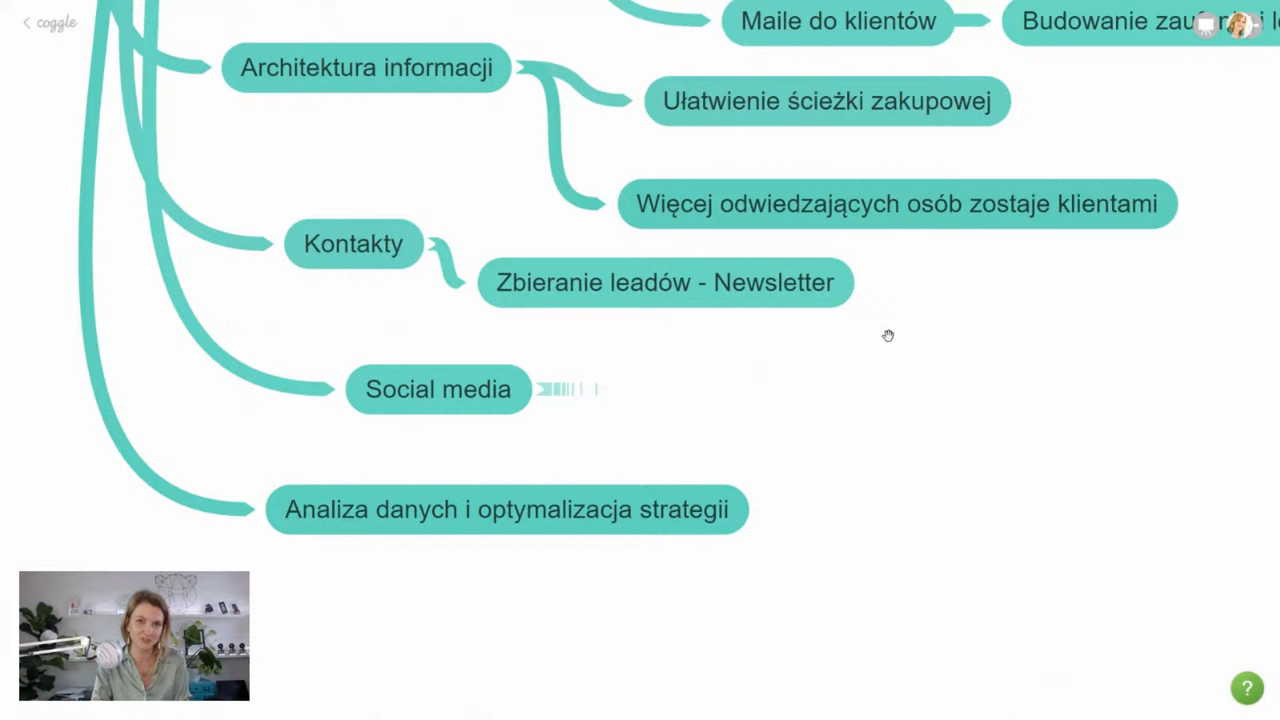 coggle
Maile do klientów
Budowanie
Architektura informacji
Ułatwienie ścieżki zakupowej
Więcej odwiedzających osób zostaje klientami
Kontakty
Zbieranie leadów - Newsletter
Social media
Analiza danych i optymalizacja strategii
?